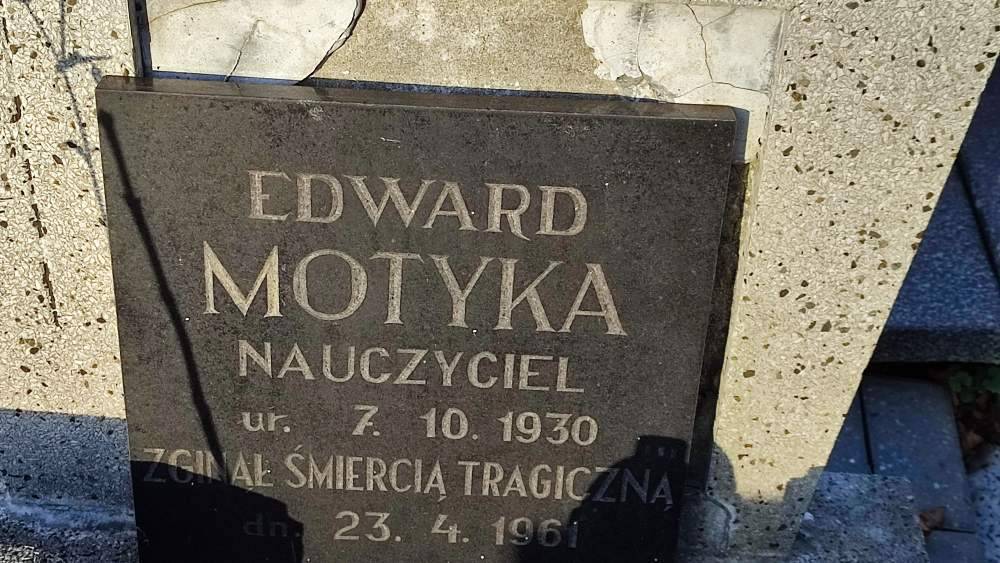 EDWARD
MOTYKA
NAUCZYCIEL
ur. 7. 10. 1930
ZGINĄŁ ŚMIERCIĄ TRAGICZNĄ
dn. 23. 4. 1961